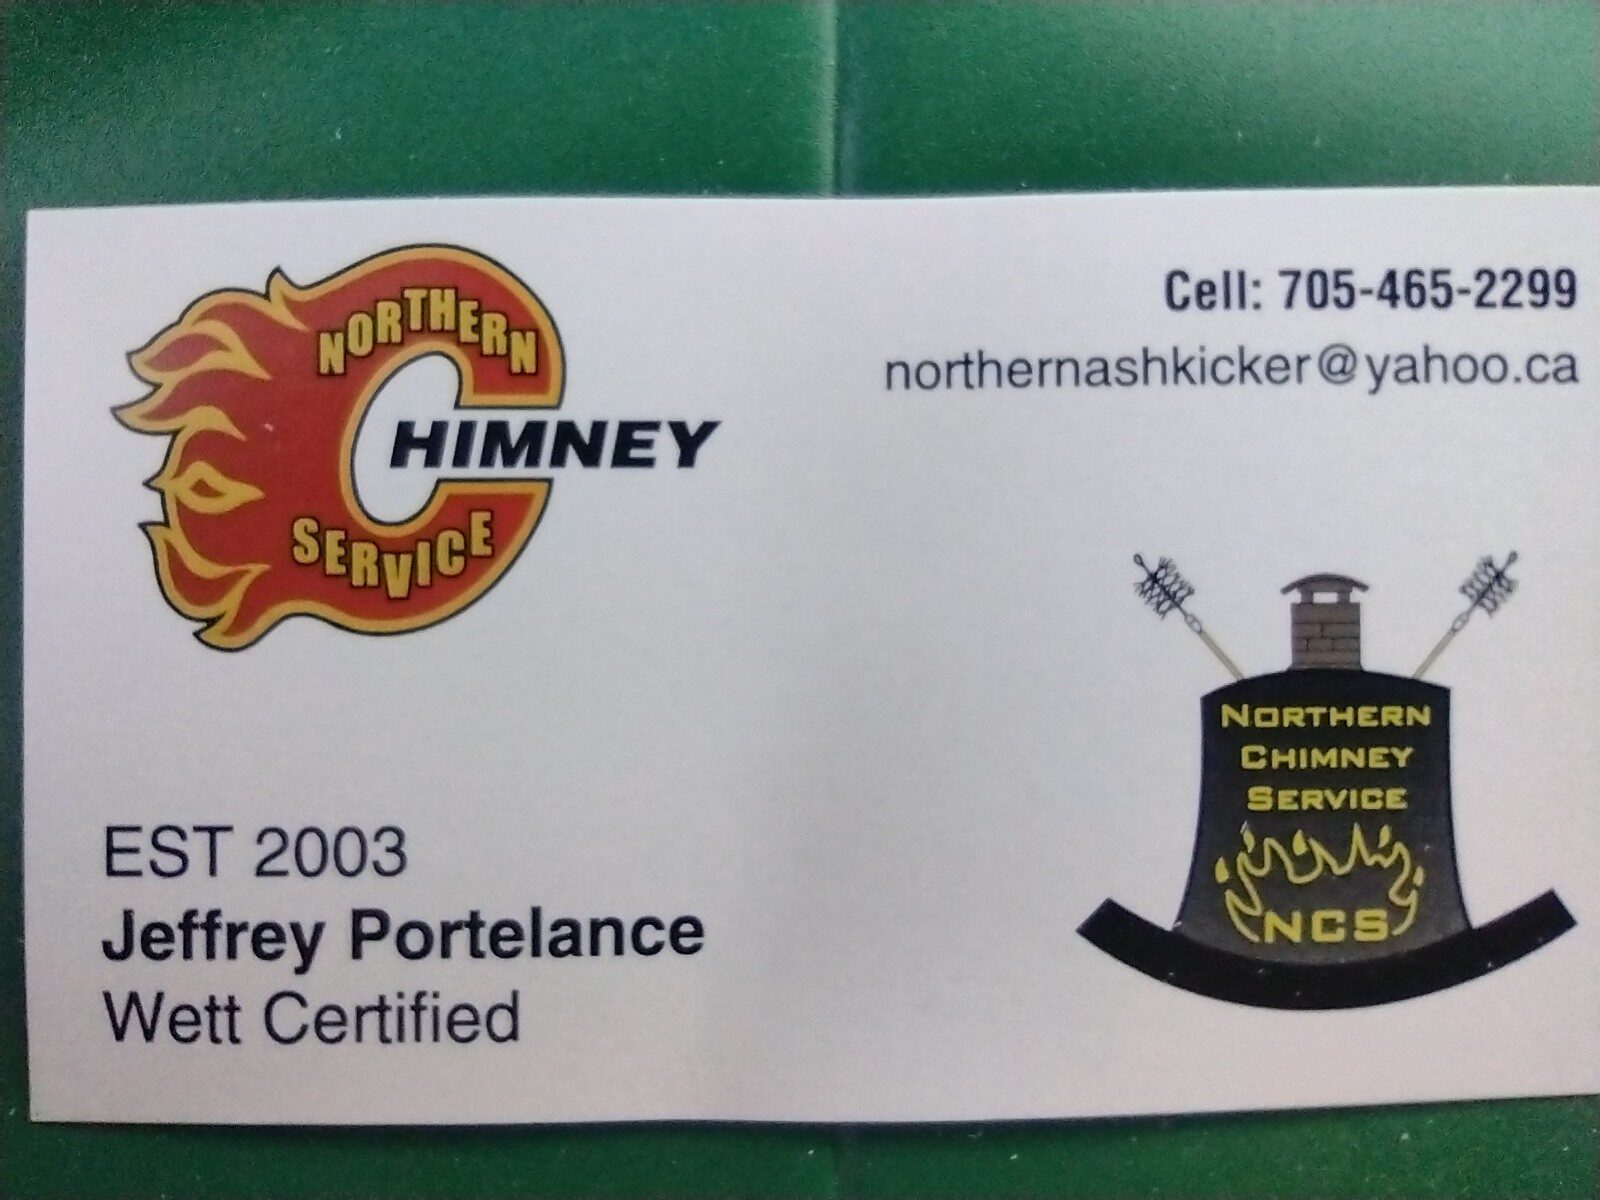 NORTHERN
CHIMNEY
SERVICE
Cell: 705-465-2299
northernashkicker@yahoo.ca
NORTHERN
CHIMNEY
SERVICE
NCS
EST 2003
Jeffrey Portelance
Wett Certified